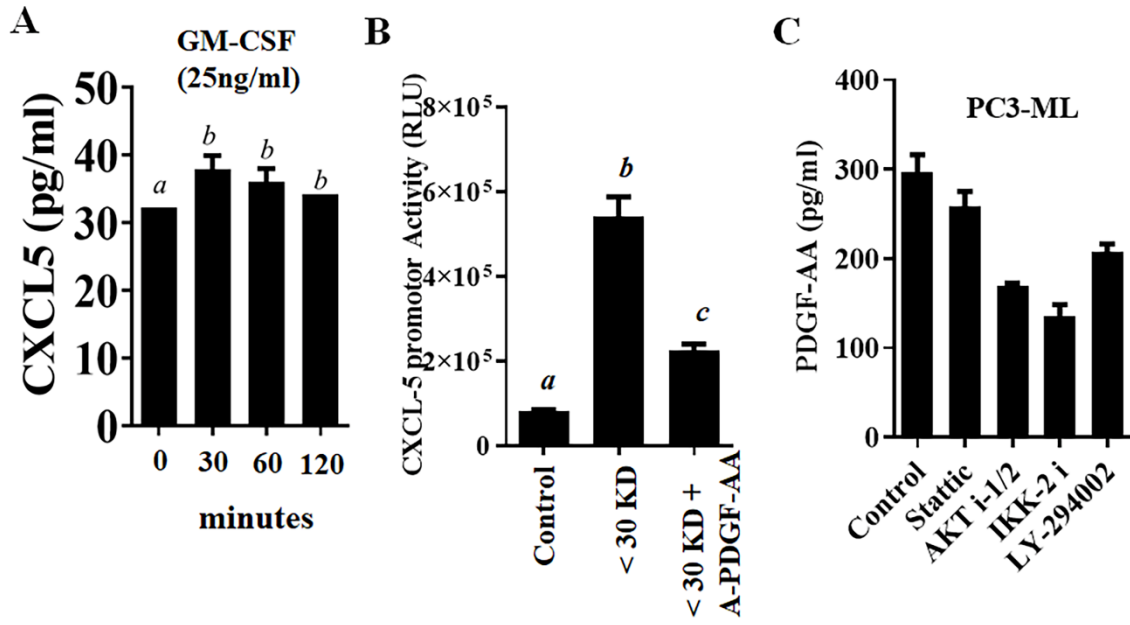 A
GM-CSF
(25ng/ml)
CXCL5 (pg/ml)
50
40
30
20
10
0
a
b
b
b
0 30 60 120
minutes
B
CXCL-5 promotor Activity (RLU)
8×10⁵
6×10⁵
4×10⁵
2×10⁵
0
a
b
c
Control
< 30 KD
< 30 KD +
A-PDGF-AA
C
PC3-ML
PDGF-AA (pg/ml)
400
300
200
100
0
Control
Stattic
AKT i-1/2
IKK-2 i
LY-294002